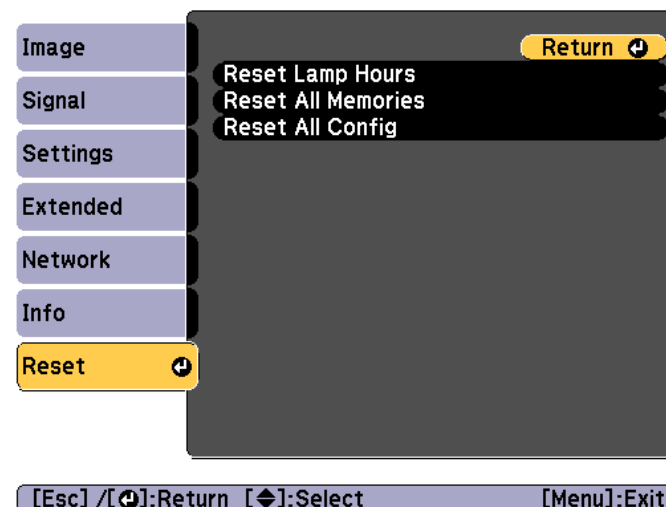 Image
Signal
Settings
Extended
Network
Info
Reset
Return
Reset Lamp Hours
Reset All Memories
Reset All Config
[Esc] /[⏎]:Return [◆]:Select [Menu]:Exit